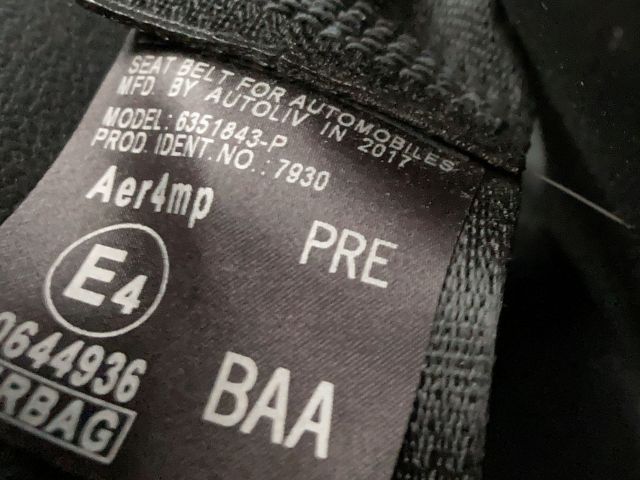 SEAT BELT FOR AUTOMOBILES
MFD. BY AUTOLIV IN 2017
MODEL: 6351843-P
PROD. IDENT. NO.: 7930
Aer4mp
PRE
E4
0644936
BAA
RBAG